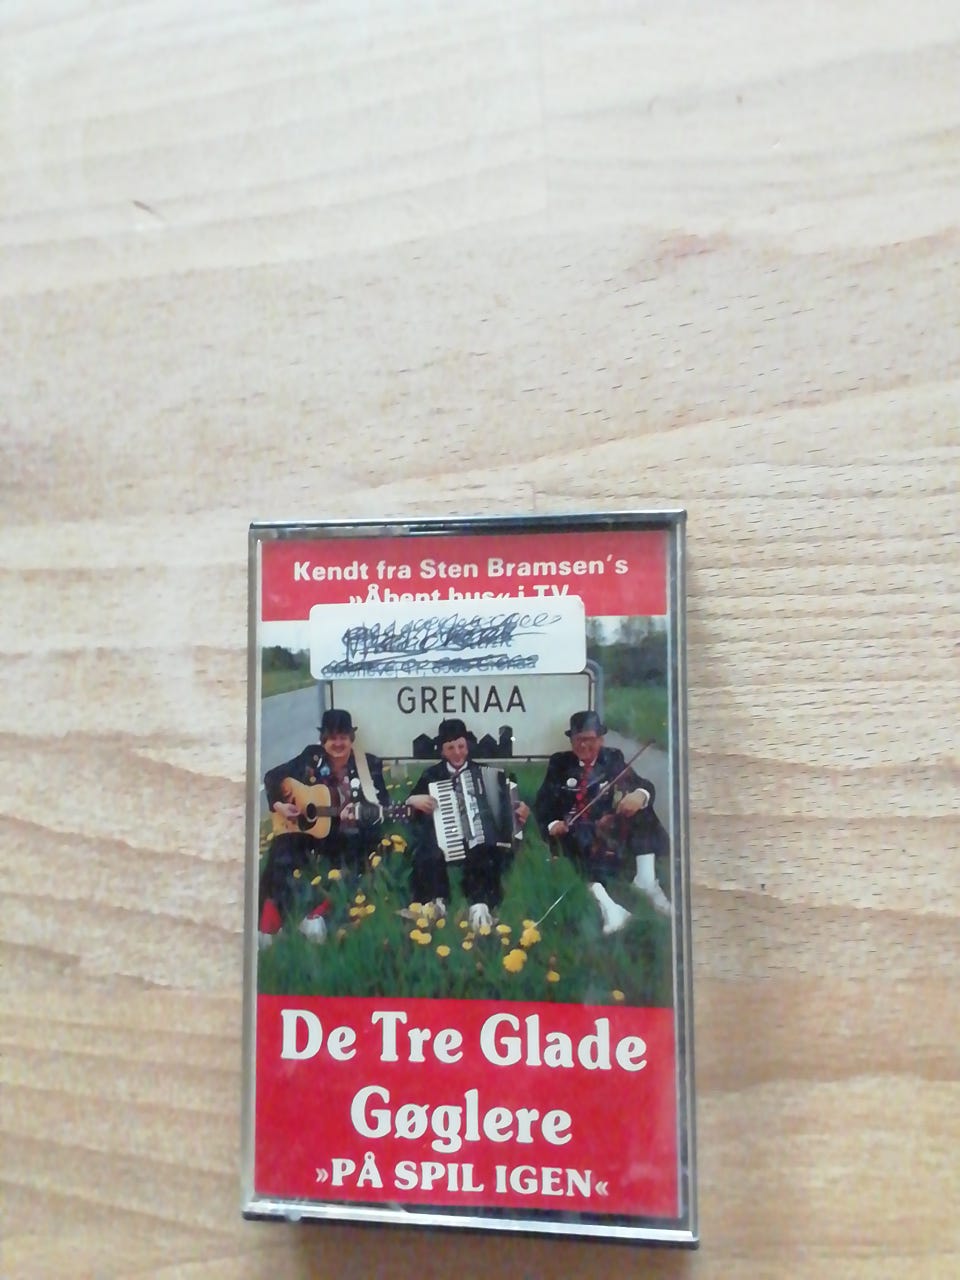 Kendt fra Sten Bramsen's
»Åbent hus« i TV
GRENAA
De Tre Glade
Gøglere
»PÅ SPIL IGEN«